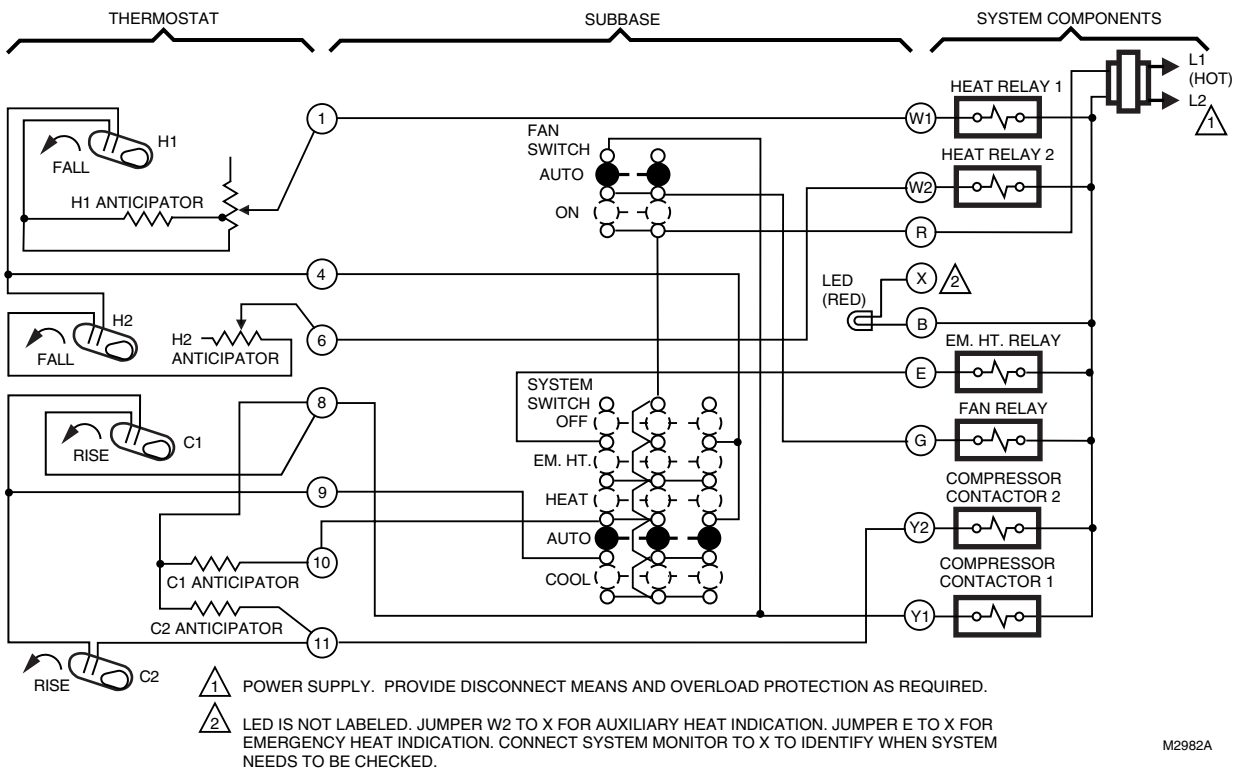 THERMOSTAT
SUBBASE
SYSTEM COMPONENTS
L1
(HOT)
L2
1
HEAT RELAY 1
1
W1
H1
FALL
FAN
SWITCH
AUTO
ON
HEAT RELAY 2
W2
H1 ANTICIPATOR
R
4
LED
(RED)
X
2
B
H2
FALL
H2
ANTICIPATOR
6
EM. HT. RELAY
E
SYSTEM
SWITCH
OFF
EM. HT.
HEAT
AUTO
COOL
8
FAN RELAY
G
C1
RISE
9
COMPRESSOR
CONTACTOR 2
Y2
10
C1 ANTICIPATOR
COMPRESSOR
CONTACTOR 1
Y1
C2 ANTICIPATOR
11
C2
RISE
1 POWER SUPPLY. PROVIDE DISCONNECT MEANS AND OVERLOAD PROTECTION AS REQUIRED.
2 LED IS NOT LABELED. JUMPER W2 TO X FOR AUXILIARY HEAT INDICATION. JUMPER E TO X FOR
EMERGENCY HEAT INDICATION. CONNECT SYSTEM MONITOR TO X TO IDENTIFY WHEN SYSTEM
NEEDS TO BE CHECKED.
M2982A